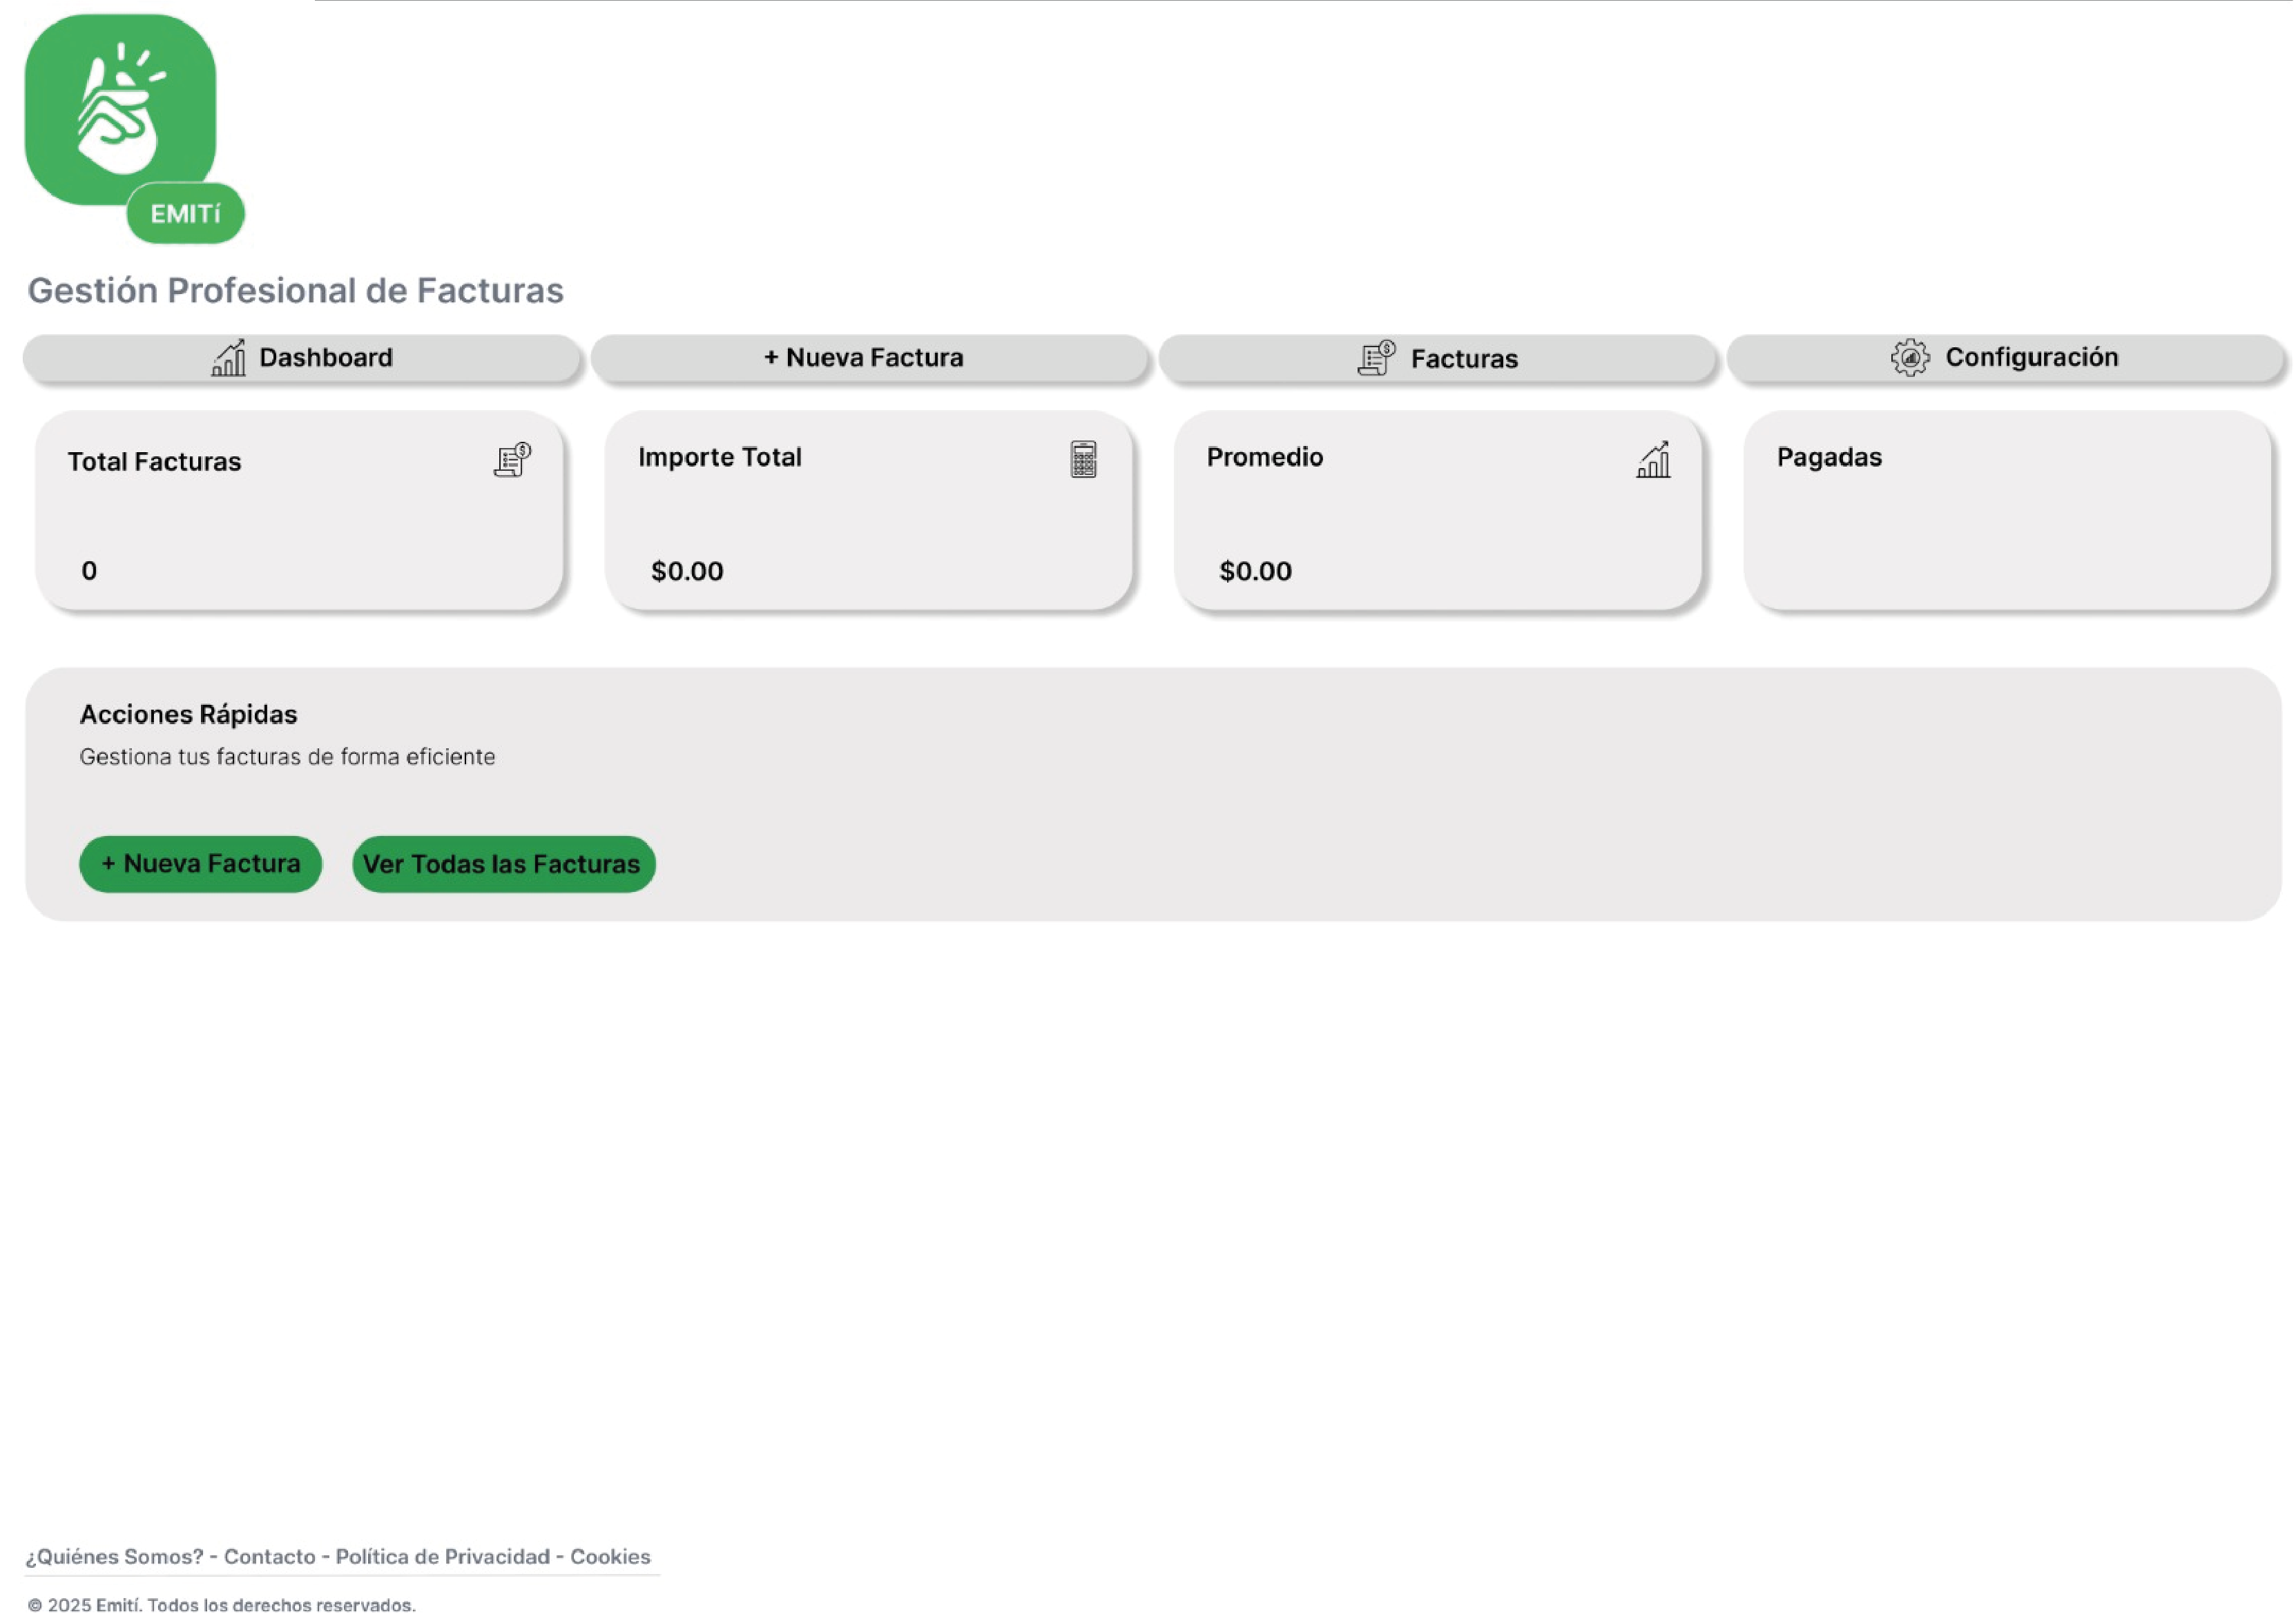 EMITí
Gestión Profesional de Facturas
Dashboard
+ Nueva Factura
Facturas
Configuración
Total Facturas
0
Importe Total
$0.00
Promedio
$0.00
Pagadas
Acciones Rápidas
Gestiona tus facturas de forma eficiente
+ Nueva Factura
Ver Todas las Facturas
¿Quiénes Somos? - Contacto - Política de Privacidad - Cookies
© 2025 Emití. Todos los derechos reservados.